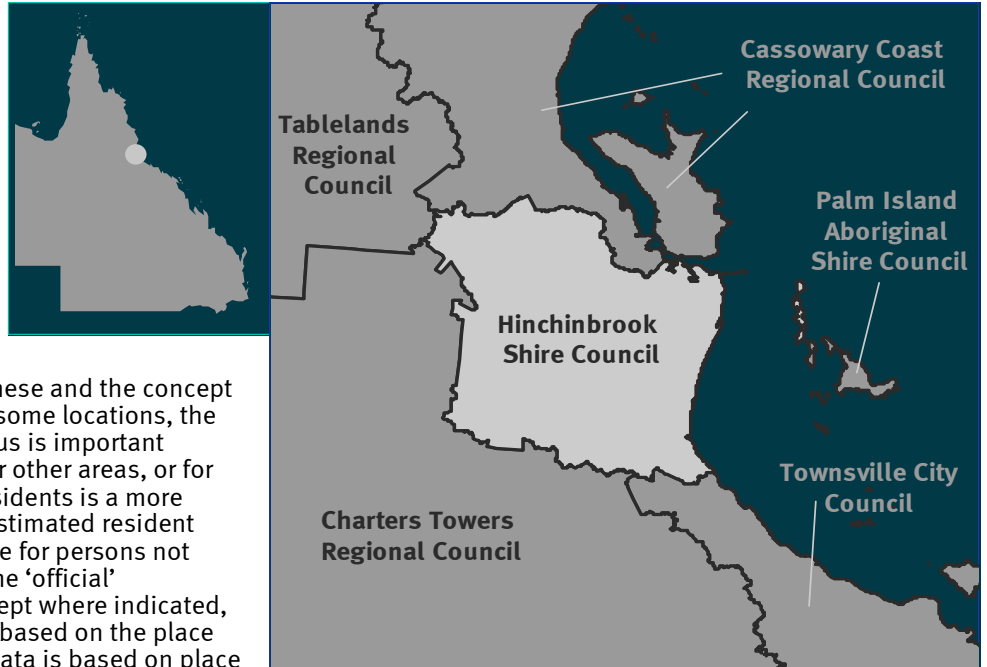 Cassowary Coast
Regional Council
Tablelands
Regional
Council
Palm Island
Aboriginal
Shire Council
Hinchinbrook
Shire Council
Townsville City
Council
Charters Towers
Regional Council
hese and the concept
some locations, the
us is important
r other areas, or for
sidents is a more
stimated resident
e for persons not
he ‘official’
ept where indicated,
based on the place
ata is based on place